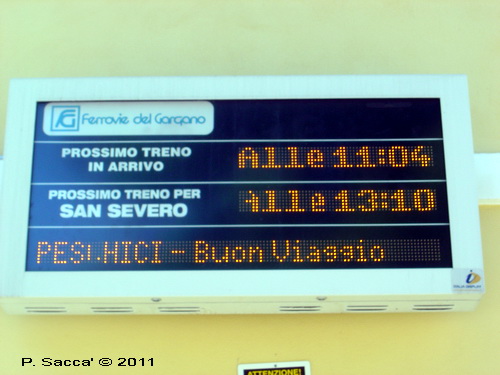 Ferrovie del Gargano
PROSSIMO TRENO
IN ARRIVO
Alle 11:04
PROSSIMO TRENO PER
SAN SEVERO
Alle 13:10
PESCHICI - Buon Viaggio
P. Sacca' © 2011
ATTENZIONE!